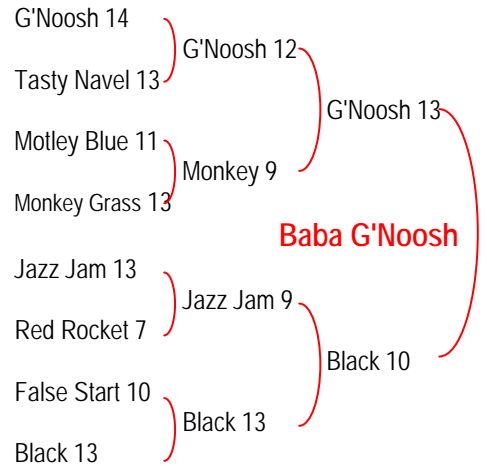 G'Noosh 14
G'Noosh 12
Tasty Navel 13
G'Noosh 13
Motley Blue 11
Monkey 9
Monkey Grass 13
Baba G'Noosh
Jazz Jam 13
Jazz Jam 9
Red Rocket 7
Black 10
False Start 10
Black 13
Black 13